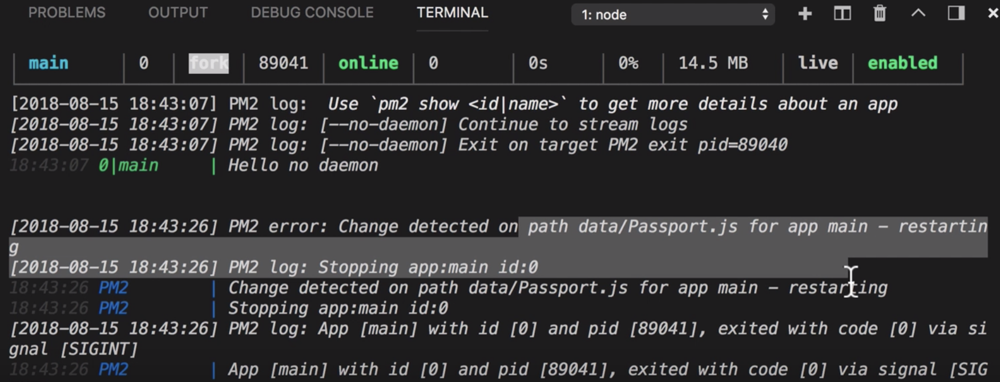 PROBLEMS OUTPUT DEBUG CONSOLE TERMINAL 1: node
main 0 fork 89041 online 0 0s 0% 14.5 MB live enabled
[2018-08-15 18:43:07] PM2 log: Use `pm2 show <id|name>` to get more details about an app
[2018-08-15 18:43:07] PM2 log: [--no-daemon] Continue to stream logs
[2018-08-15 18:43:07] PM2 log: [--no-daemon] Exit on target PM2 exit pid=89040
18:43:07 0|main | Hello no daemon
[2018-08-15 18:43:26] PM2 error: Change detected on path data/Passport.js for app main - restartin
g
[2018-08-15 18:43:26] PM2 log: Stopping app:main id:0
18:43:26 PM2 | Change detected on path data/Passport.js for app main - restarting
18:43:26 PM2 | Stopping app:main id:0
[2018-08-15 18:43:26] PM2 log: App [main] with id [0] and pid [89041], exited with code [0] via si
gnal [SIGINT]
18:43:26 PM2 | App [main] with id [0] and pid [89041], exited with code [0] via signal [SIG